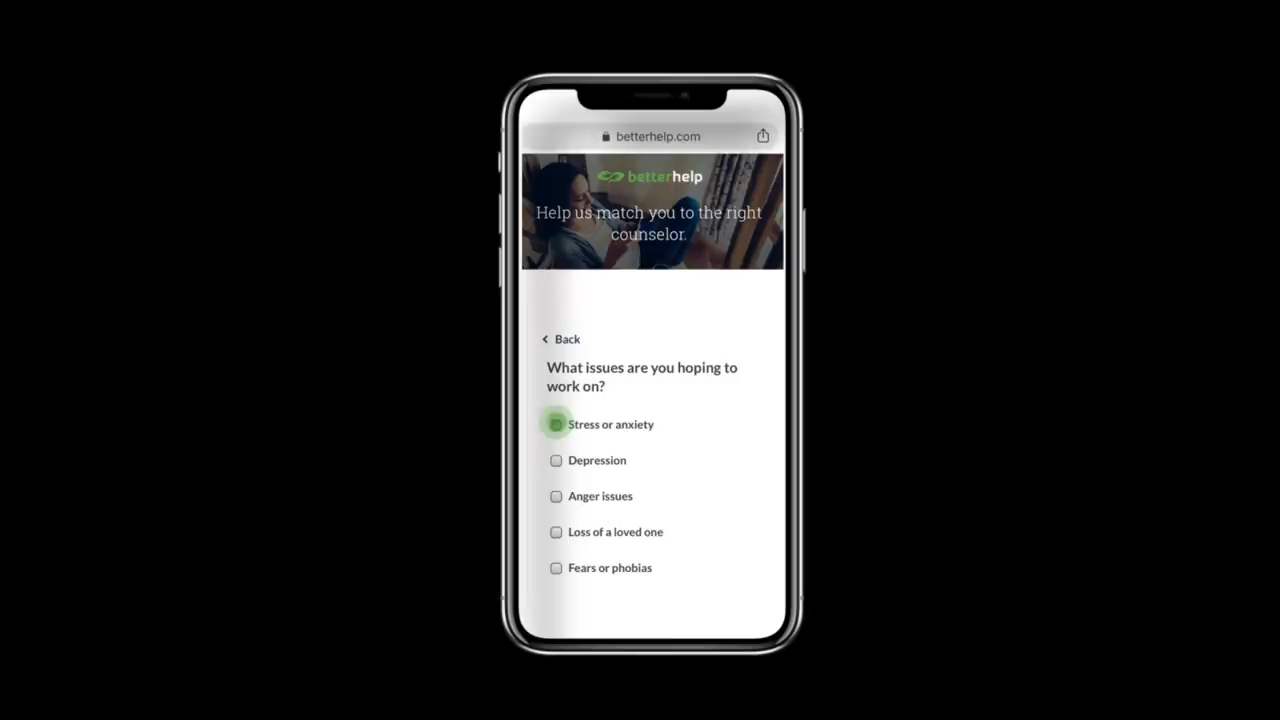 betterhelp.com
betterhelp
Help us match you to the right
counselor.
Back
What issues are you hoping to
work on?
Stress or anxiety
Depression
Anger issues
Loss of a loved one
Fears or phobias